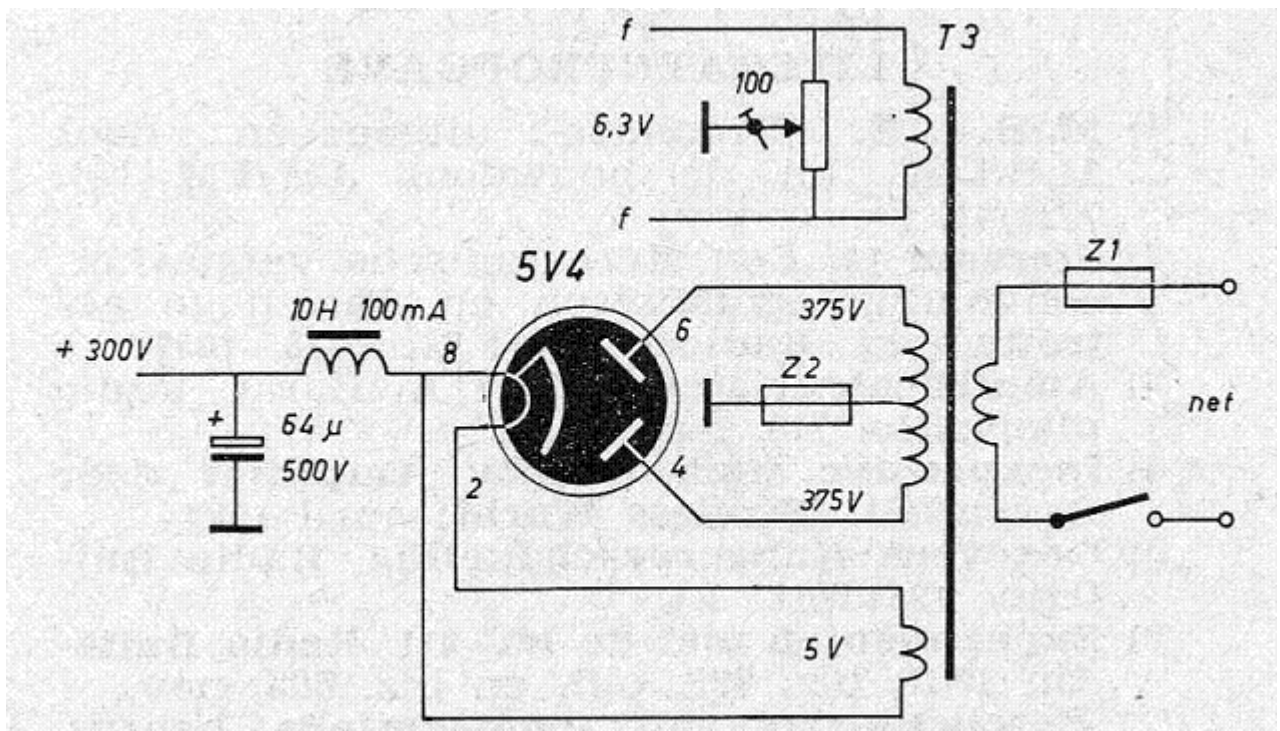 f
T3
100
6,3V
f
5V4
Z1
10H 100mA
6
375V
+ 300V
8
Z2
net
+
64 μ
500V
4
2
375V
5V